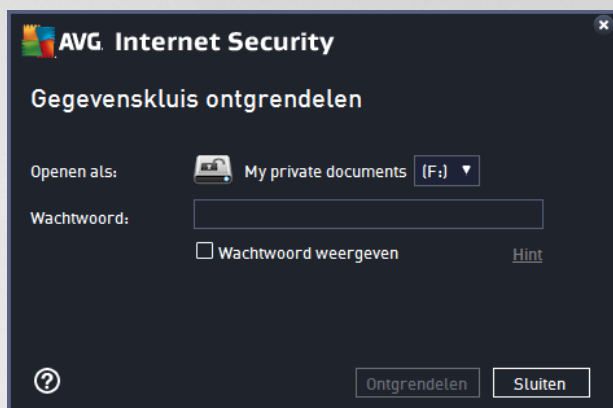 AVG Internet Security
Gegevenskluis ontgrendelen
Openen als: My private documents (F:)
Wachtwoord:
Wachtwoord weergeven Hint
Ontgrendelen Sluiten